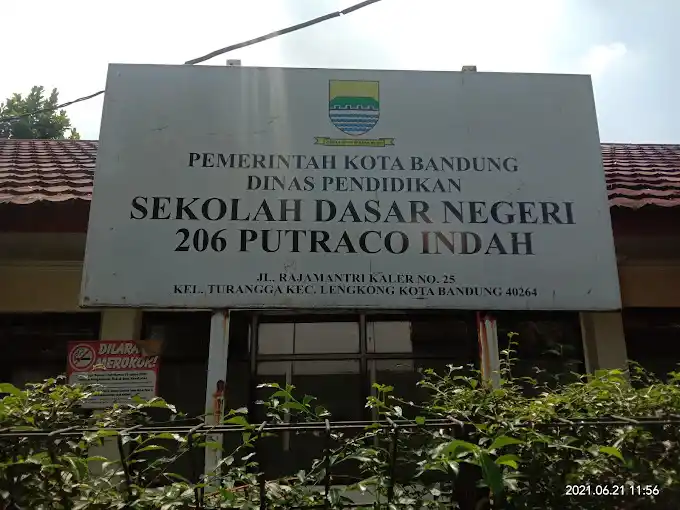 PEMERINTAH KOTA BANDUNG
DINAS PENDIDIKAN
SEKOLAH DASAR NEGERI
206 PUTRACO INDAH
JL. RAJAMANTRI KALER NO. 25
KEL. TURANGGA KEC. LENGKONG KOTA BANDUNG 40264
DILARANG
MEROKOK!
2021.06.21 11:56